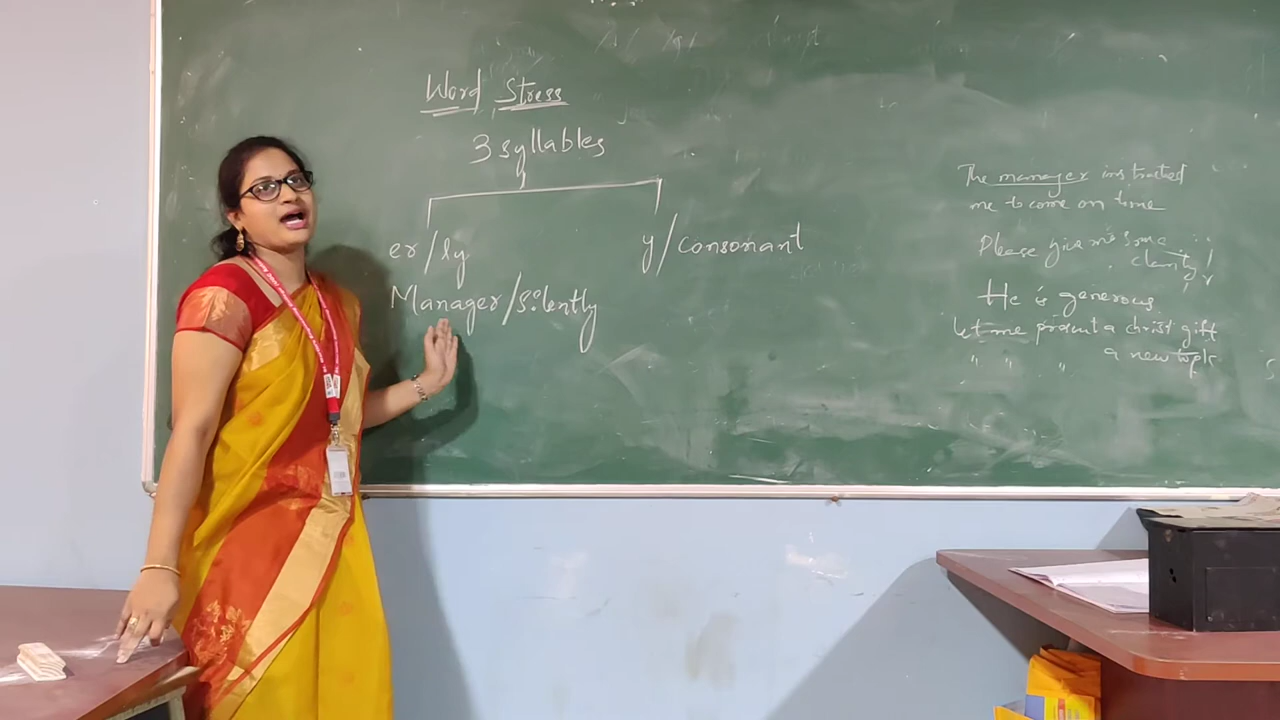 Word Stress
3 syllables
er/ly
y/consonant
Manager/silently
The manager instructed
me to come on time
Please give me some
clarity!
He is generous
let me present a christ gift
" " " a new topic